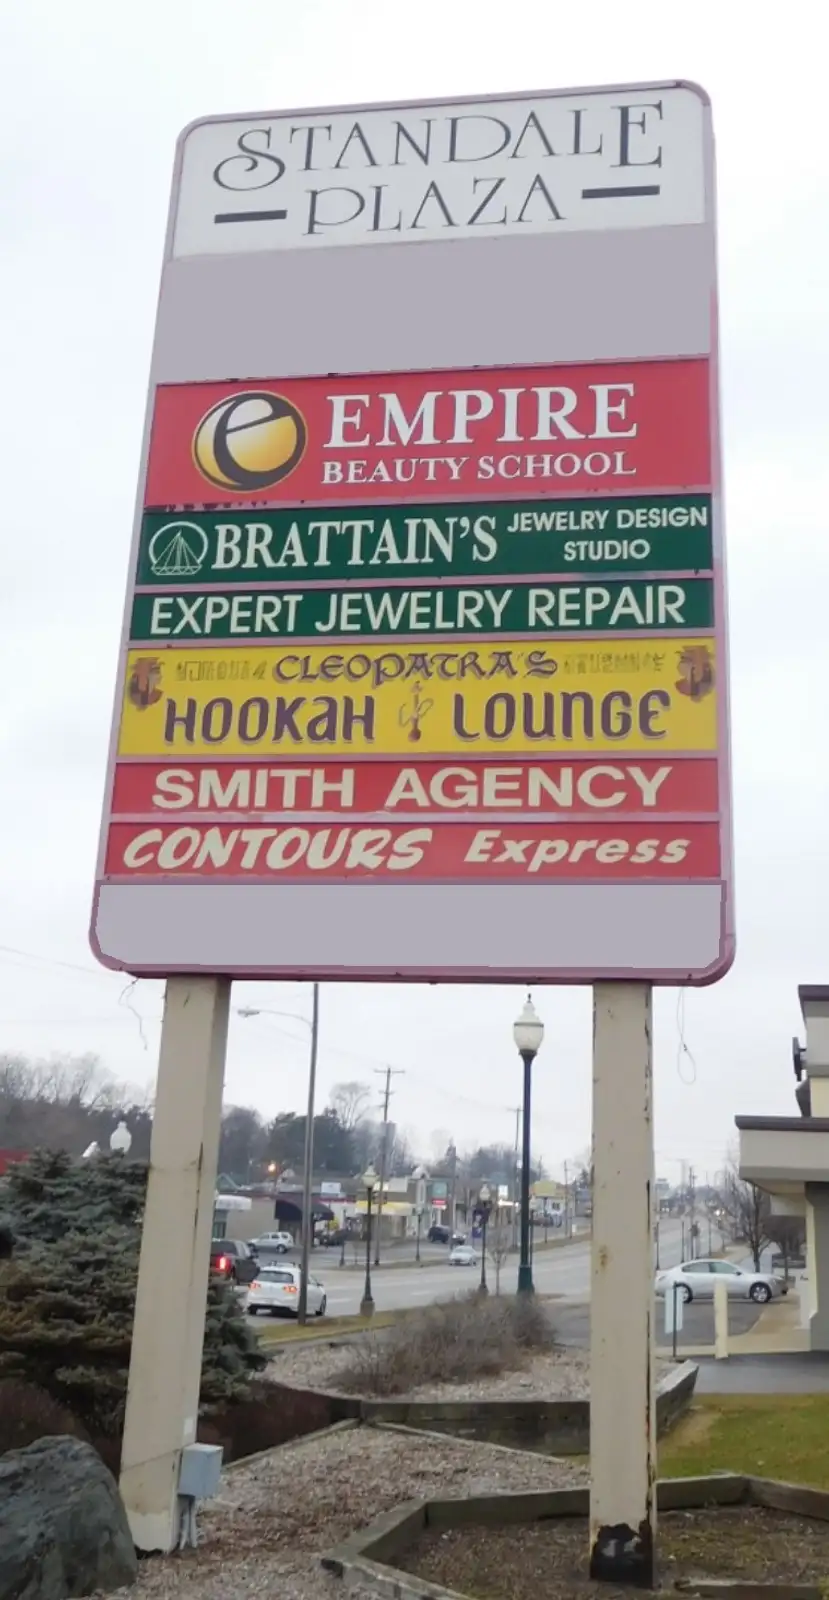 STANDALE
PLAZA
EMPIRE
BEAUTY SCHOOL
BRATTAIN'S JEWELRY DESIGN
STUDIO
EXPERT JEWELRY REPAIR
CLEOPATRA'S
HOOKAH LOUNGE
SMITH AGENCY
CONTOURS Express